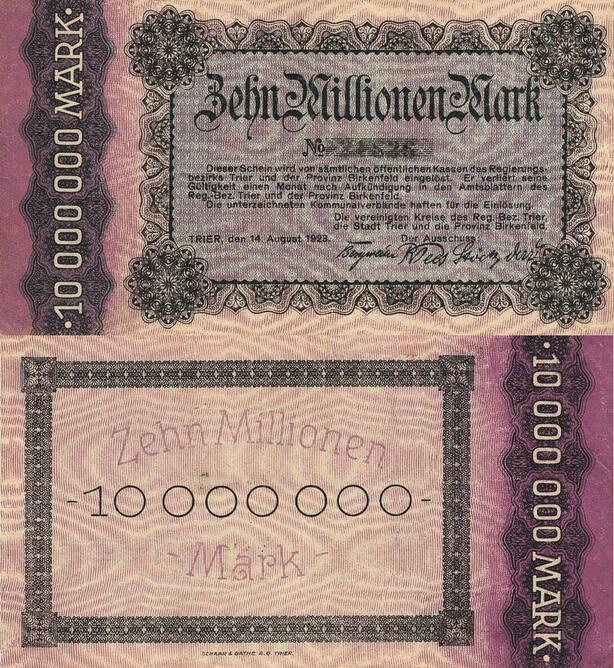 ·10 000 000 MARK·
Zehn Millionen Mark
No
Dieser Schein wird von sämtlichen öffentlichen Kassen des Regierungs-
bezirks Trier und der Provinz Birkenfeld eingelöst. Er verliert seine
Gültigkeit einen Monat nach Aufkündigung in den Amtsblättern des
Reg.-Bez. Trier und der Provinz Birkenfeld.
Die unterzeichneten Kommunalverbände haften für die Einlösung.
Die vereinigten Kreise des Reg.-Bez. Trier,
die Stadt Trier und die Provinz Birkenfeld.
TRIER, den 14. August 1923. Der Ausschuss:
Zehn Millionen
-10 000 000-
-Mark-
SCHAAR & DATHE A. G. TRIER.
·10 000 000 MARK·